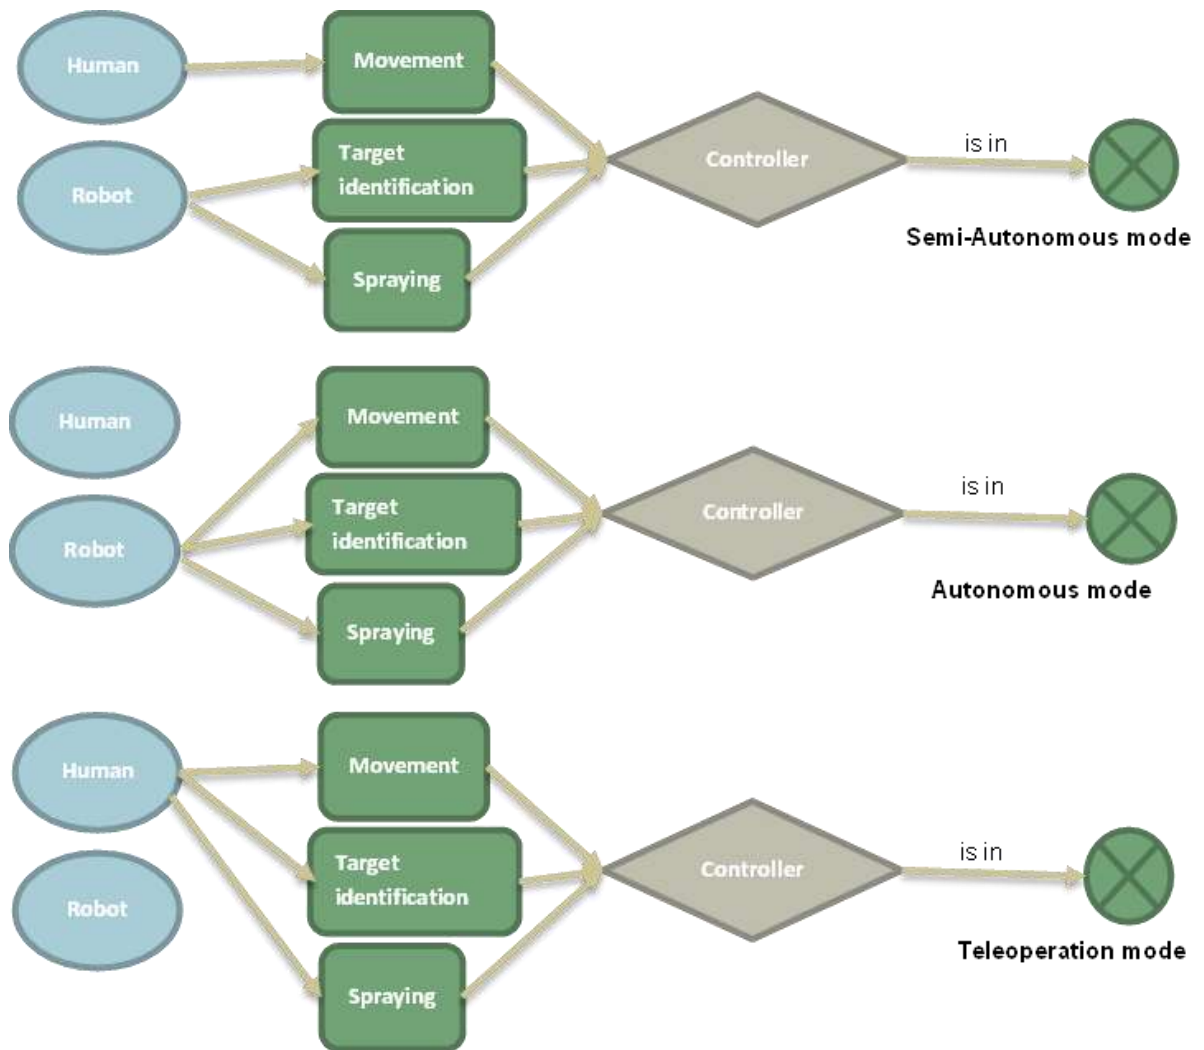 Human
Movement
Robot
Target
identification
Spraying
Controller
is in
Semi-Autonomous mode
Human
Movement
Robot
Target
identification
Spraying
Controller
is in
Autonomous mode
Human
Movement
Robot
Target
identification
Spraying
Controller
is in
Teleoperation mode